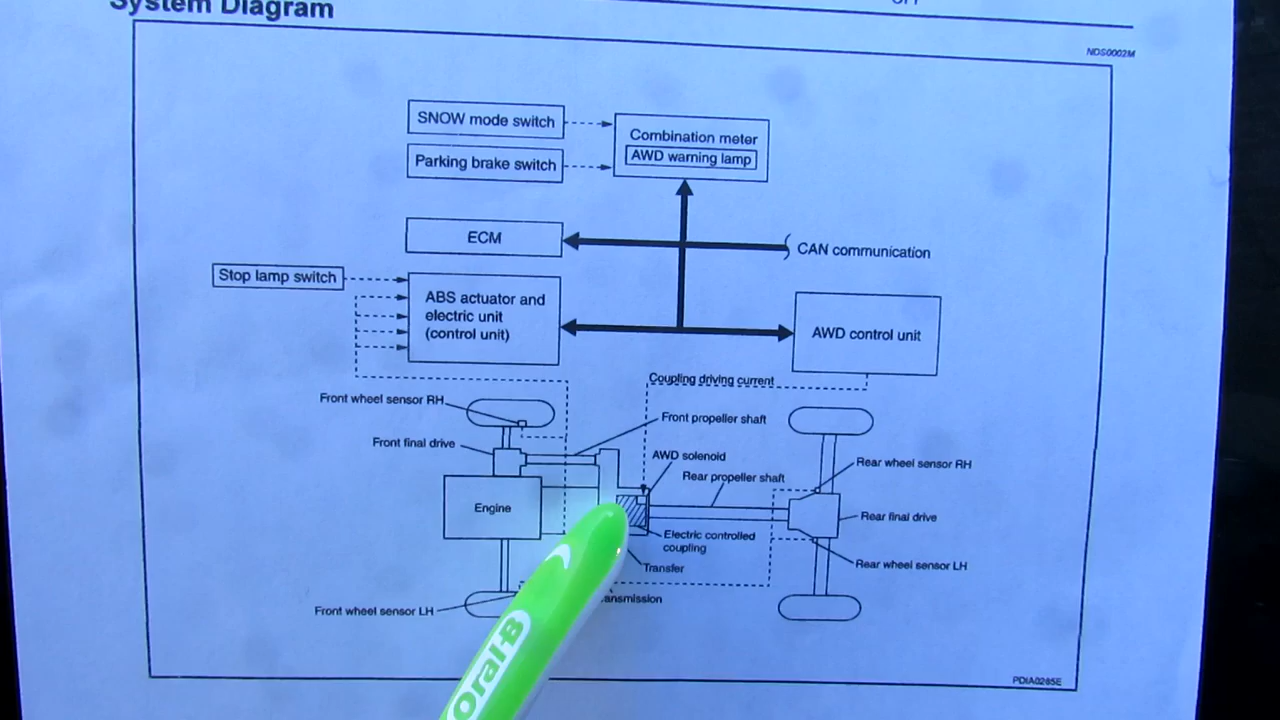 System Diagram
NDS0002M
SNOW mode switch
Combination meter
AWD warning lamp
Parking brake switch
ECM
CAN communication
Stop lamp switch
ABS actuator and
electric unit
(control unit)
AWD control unit
Coupling driving current
Front wheel sensor RH
Front propeller shaft
Front final drive
AWD solenoid
Rear propeller shaft
Rear wheel sensor RH
Engine
Rear final drive
Electric controlled
coupling
Transfer
Rear wheel sensor LH
ansmission
Front wheel sensor LH
Oral-B
PDIA0265E